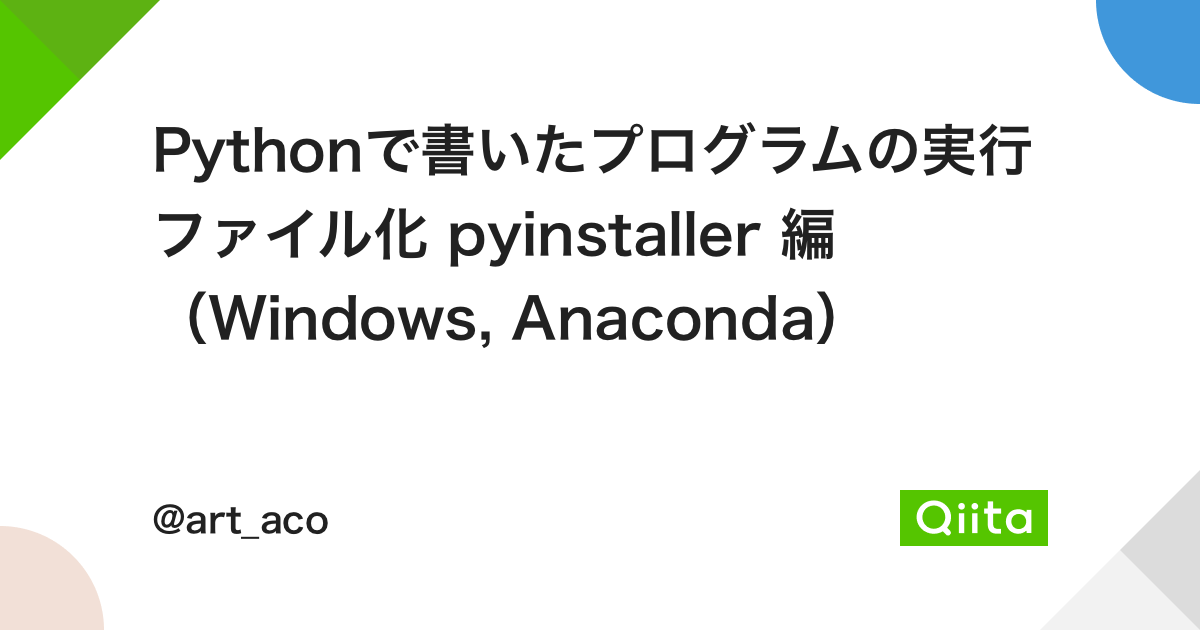 Pythonで書いたプログラムの実行
ファイル化 pyinstaller 編
（Windows, Anaconda）
@art_aco
Qiita